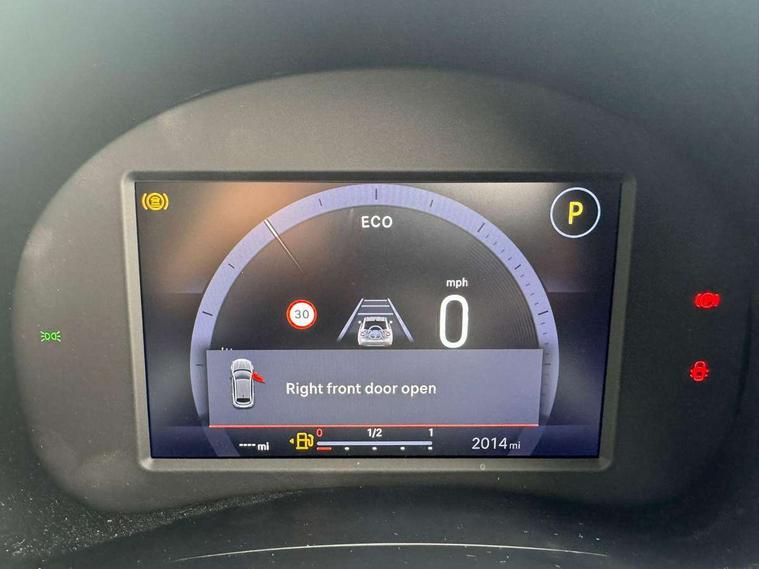 P
ECO
mph
30
0
Right front door open
0 1/2 1
---- mi
2014 mi